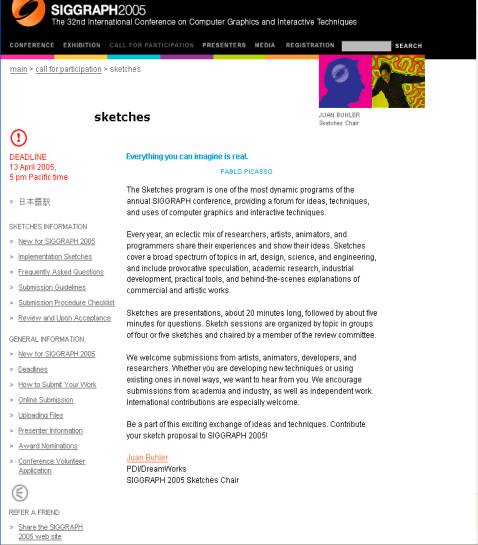 SIGGRAPH2005
The 32nd International Conference on Computer Graphics and Interactive Techniques
CONFERENCE EXHIBITION CALL FOR PARTICIPATION PRESENTERS MEDIA REGISTRATION SEARCH
main > call for participation > sketches
JUAN BUHLER
Sketches Chair
sketches
DEADLINE
13 April 2005,
5 pm Pacific time
> 日本語訳
SKETCHES INFORMATION
> New for SIGGRAPH 2005
> Implementation Sketches
> Frequently Asked Questions
> Submission Guidelines
> Submission Procedure Checklist
> Review and Upon Acceptance
GENERAL INFORMATION
> New for SIGGRAPH 2005
> Deadlines
> How to Submit Your Work
> Online Submission
> Uploading Files
> Presenter Information
> Award Nominations
> Conference Volunteer
Application
REFER A FRIEND
> Share the SIGGRAPH
2005 web site
Everything you can imagine is real.
PABLO PICASSO
The Sketches program is one of the most dynamic programs of the
annual SIGGRAPH conference, providing a forum for ideas, techniques,
and uses of computer graphics and interactive techniques.
Every year, an eclectic mix of researchers, artists, animators, and
programmers share their experiences and show their ideas. Sketches
cover a broad spectrum of topics in art, design, science, and engineering,
and include provocative speculation, academic research, industrial
development, practical tools, and behind-the-scenes explanations of
commercial and artistic works.
Sketches are presentations, about 20 minutes long, followed by about five
minutes for questions. Sketch sessions are organized by topic in groups
of four or five sketches and chaired by a member of the review committee.
We welcome submissions from artists, animators, developers, and
researchers. Whether you are developing new techniques or using
existing ones in novel ways, we want to hear from you. We encourage
submissions from academia and industry, as well as independent work.
International contributions are especially welcome.
Be a part of this exciting exchange of ideas and techniques. Contribute
your sketch proposal to SIGGRAPH 2005!
Juan Buhler
PDI/DreamWorks
SIGGRAPH 2005 Sketches Chair